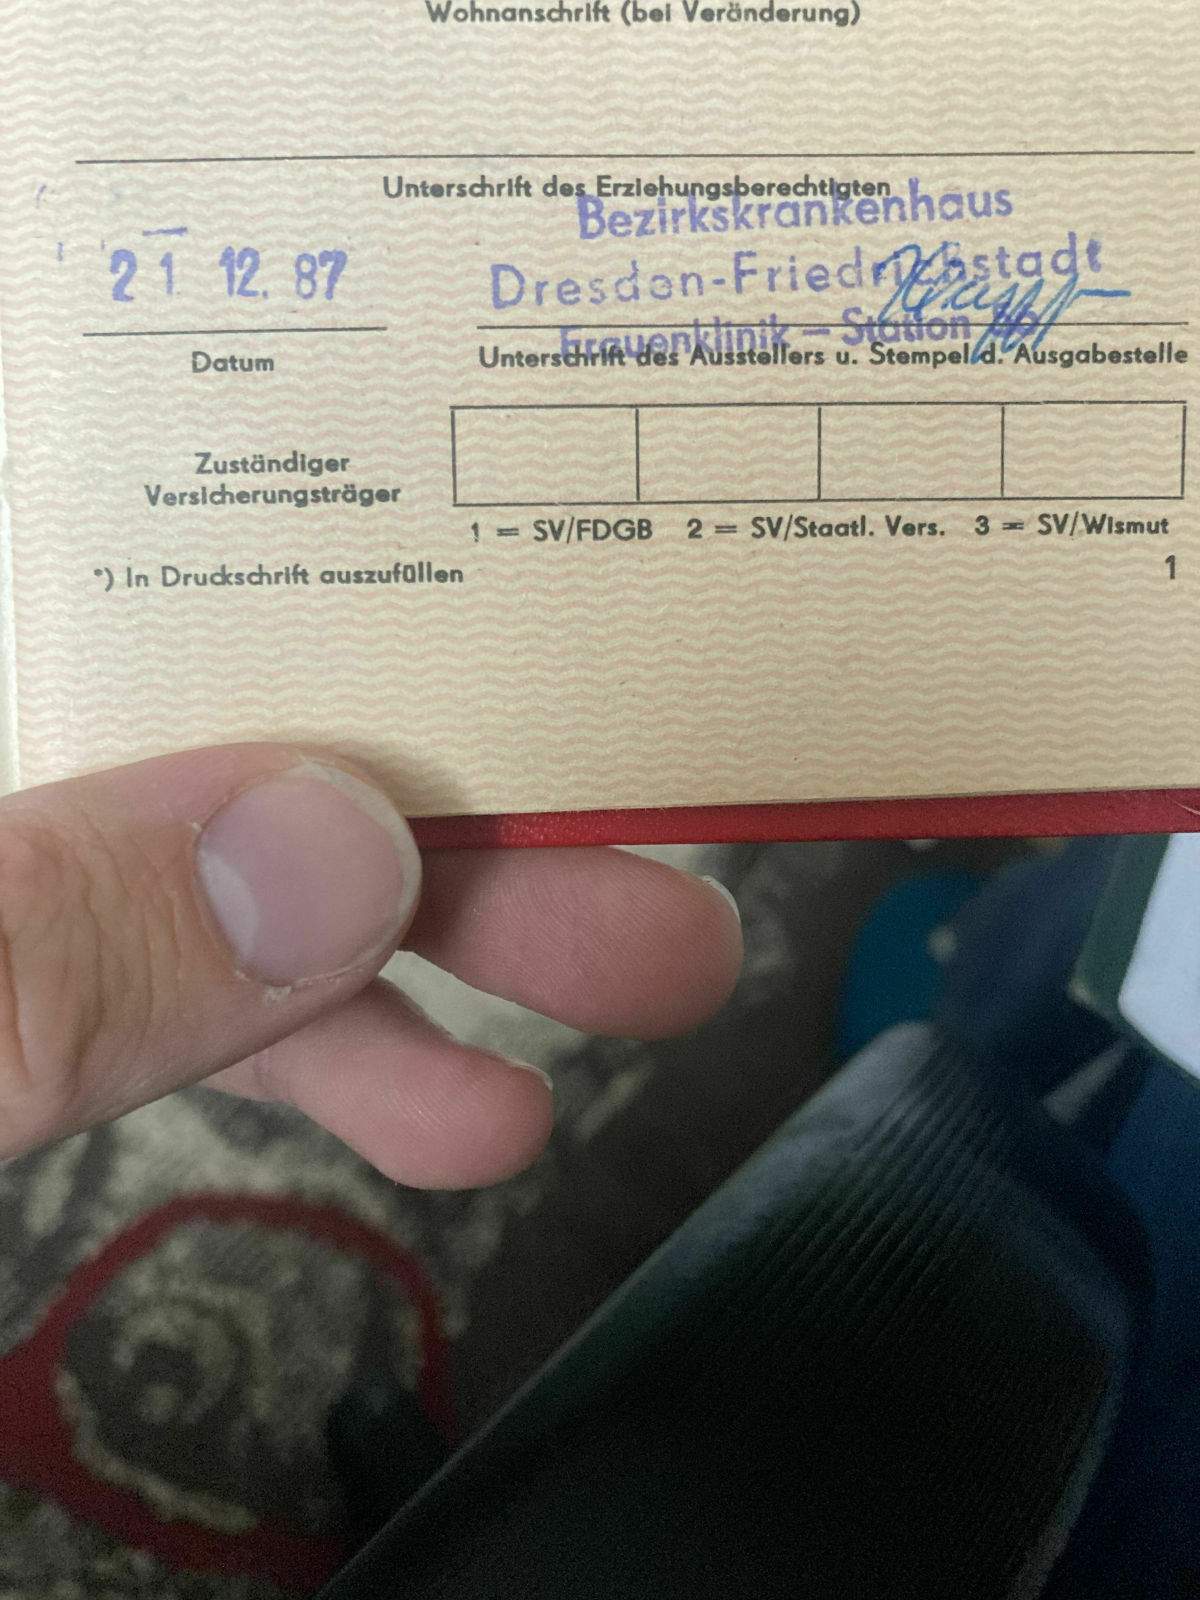 Wohnanschrift (bei Veränderung)
Unterschrift des Erziehungsberechtigten
Bezirkskrankenhaus
21 12. 87
Dresden-Friedrichstadt
Frauenklinik – Station
Datum
Unterschrift des Ausstellers u. Stempel d. Ausgabestelle
Zuständiger
Versicherungsträger
1 = SV/FDGB 2 = SV/Staatl. Vers. 3 = SV/Wismut
*) In Druckschrift auszufüllen
1